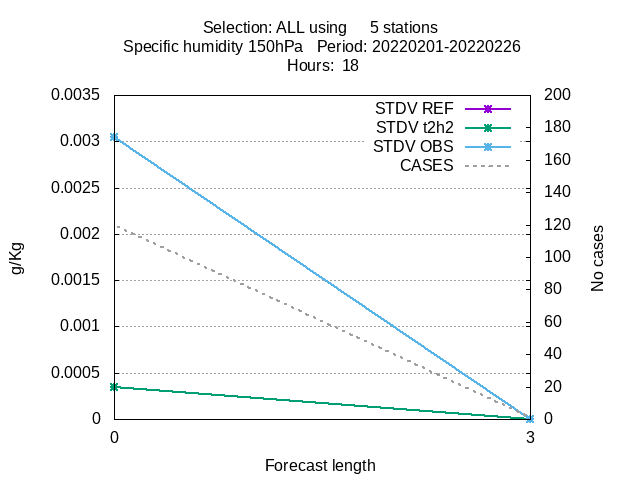 Selection: ALL using     5 stations
Specific humidity 150hPa   Period: 20220201-20220226
Hours:  18
0.0035
0.003
0.0025
0.002
0.0015
0.001
0.0005
0
200
180
160
140
120
100
80
60
40
20
0
STDV REF
STDV t2h2
STDV OBS
CASES
g/Kg
No cases
0
3
Forecast length